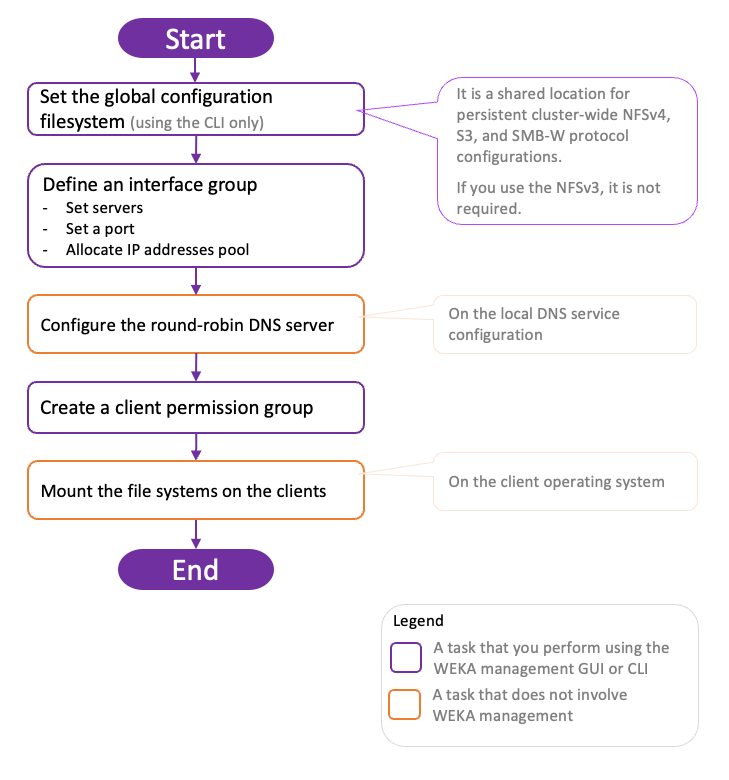 Start
Set the global configuration
filesystem (using the CLI only)
It is a shared location for
persistent cluster-wide NFSv4,
S3, and SMB-W protocol
configurations.
If you use the NFSv3, it is not
required.
Define an interface group
- Set servers
- Set a port
- Allocate IP addresses pool
Configure the round-robin DNS server
On the local DNS service
configuration
Create a client permission group
Mount the file systems on the clients
On the client operating system
End
Legend
A task that you perform using the
WEKA management GUI or CLI
A task that does not involve
WEKA management